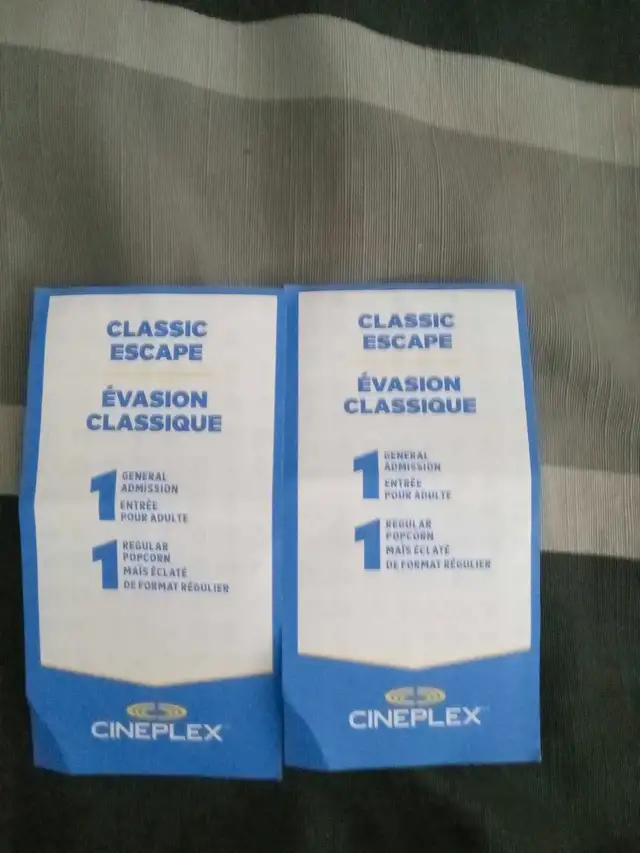 CLASSIC
ESCAPE
ÉVASION
CLASSIQUE
1 GENERAL
ADMISSION
ENTRÉE
POUR ADULTE
1 REGULAR
POPCORN
MAÏS ÉCLATÉ
DE FORMAT RÉGULIER
CINEPLEX
CLASSIC
ESCAPE
ÉVASION
CLASSIQUE
1 GENERAL
ADMISSION
ENTRÉE
POUR ADULTE
1 REGULAR
POPCORN
MAÏS ÉCLATÉ
DE FORMAT RÉGULIER
CINEPLEX